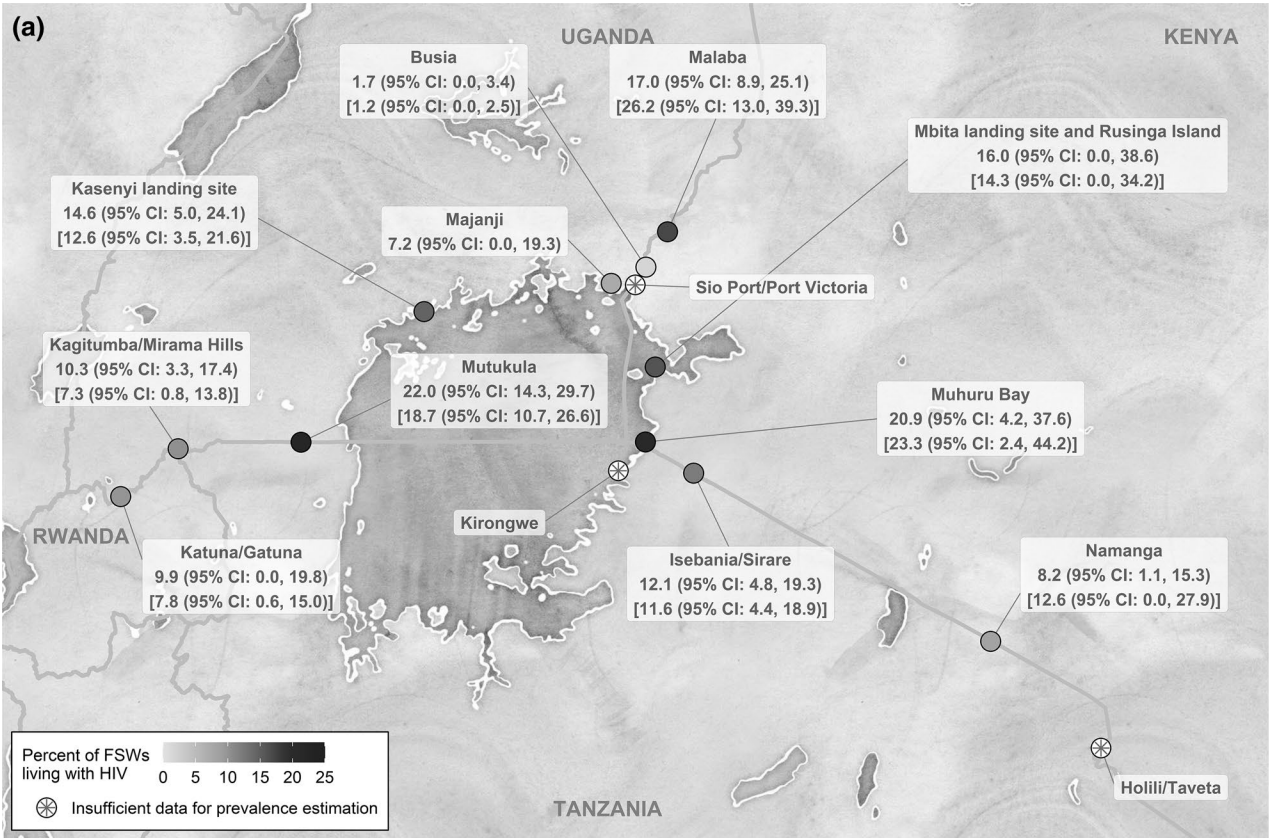 (a)
UGANDA
KENYA
Busia
1.7 (95% CI: 0.0, 3.4)
[1.2 (95% CI: 0.0, 2.5)]
Malaba
17.0 (95% CI: 8.9, 25.1)
[26.2 (95% CI: 13.0, 39.3)]
Mbita landing site and Rusinga Island
16.0 (95% CI: 0.0, 38.6)
[14.3 (95% CI: 0.0, 34.2)]
Kasenyi landing site
14.6 (95% CI: 5.0, 24.1)
[12.6 (95% CI: 3.5, 21.6)]
Majanji
7.2 (95% CI: 0.0, 19.3)
Sio Port/Port Victoria
Kagitumba/Mirama Hills
10.3 (95% CI: 3.3, 17.4)
[7.3 (95% CI: 0.8, 13.8)]
Mutukula
22.0 (95% CI: 14.3, 29.7)
[18.7 (95% CI: 10.7, 26.6)]
Muhuru Bay
20.9 (95% CI: 4.2, 37.6)
[23.3 (95% CI: 2.4, 44.2)]
Kirongwe
RWANDA
Katuna/Gatuna
9.9 (95% CI: 0.0, 19.8)
[7.8 (95% CI: 0.6, 15.0)]
Isebania/Sirare
12.1 (95% CI: 4.8, 19.3)
[11.6 (95% CI: 4.4, 18.9)]
Namanga
8.2 (95% CI: 1.1, 15.3)
[12.6 (95% CI: 0.0, 27.9)]
Holili/Taveta
TANZANIA
Percent of FSWs
living with HIV
0 5 10 15 20 25
Insufficient data for prevalence estimation